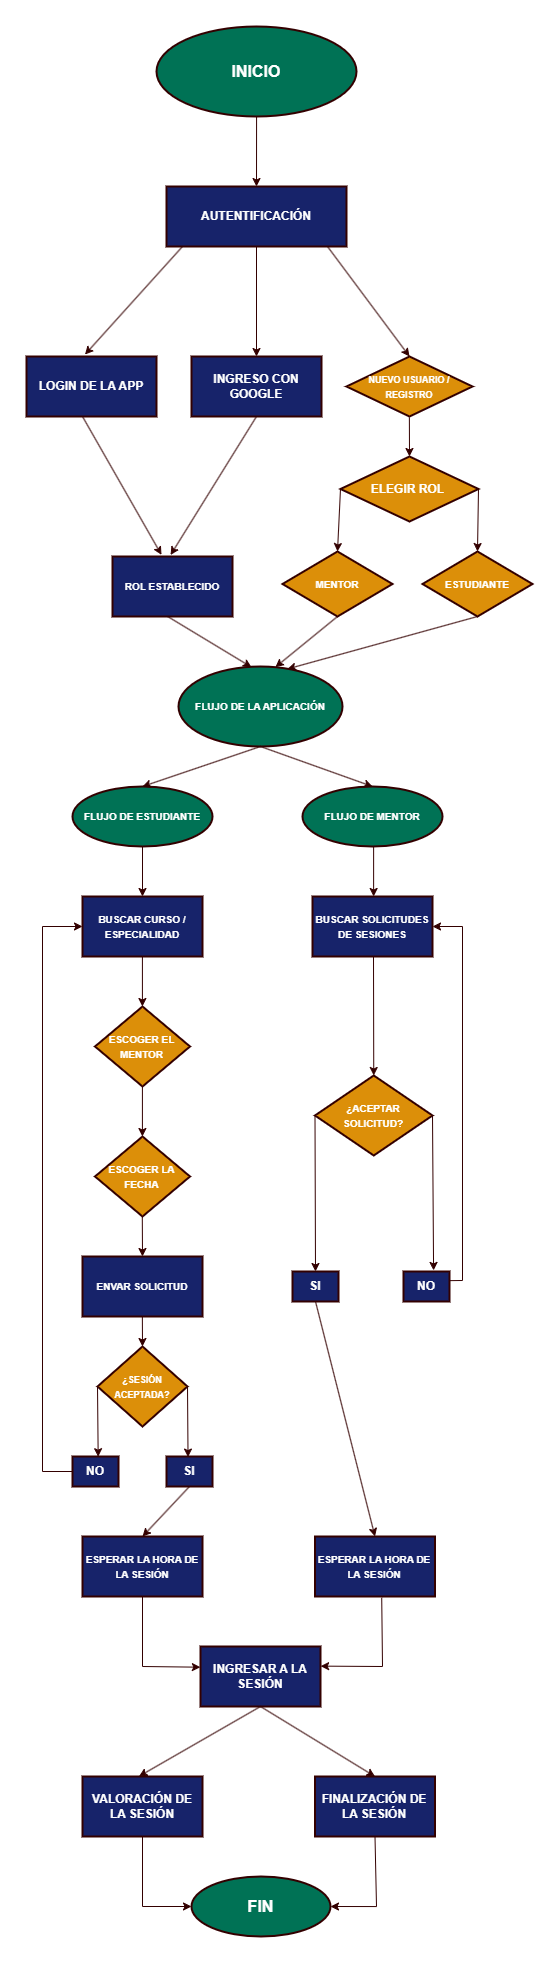 INICIO
AUTENTIFICACIÓN
LOGIN DE LA APP
INGRESO CON
GOOGLE
NUEVO USUARIO /
REGISTRO
ELEGIR ROL
ROL ESTABLECIDO
MENTOR
ESTUDIANTE
FLUJO DE LA APLICACIÓN
FLUJO DE ESTUDIANTE
FLUJO DE MENTOR
BUSCAR CURSO /
ESPECIALIDAD
BUSCAR SOLICITUDES
DE SESIONES
ESCOGER EL
MENTOR
¿ACEPTAR
SOLICITUD?
ESCOGER LA
FECHA
ENVAR SOLICITUD
SI
NO
¿SESIÓN
ACEPTADA?
NO
SI
ESPERAR LA HORA DE
LA SESIÓN
ESPERAR LA HORA DE
LA SESIÓN
INGRESAR A LA
SESIÓN
VALORACIÓN DE
LA SESIÓN
FINALIZACIÓN DE
LA SESIÓN
FIN